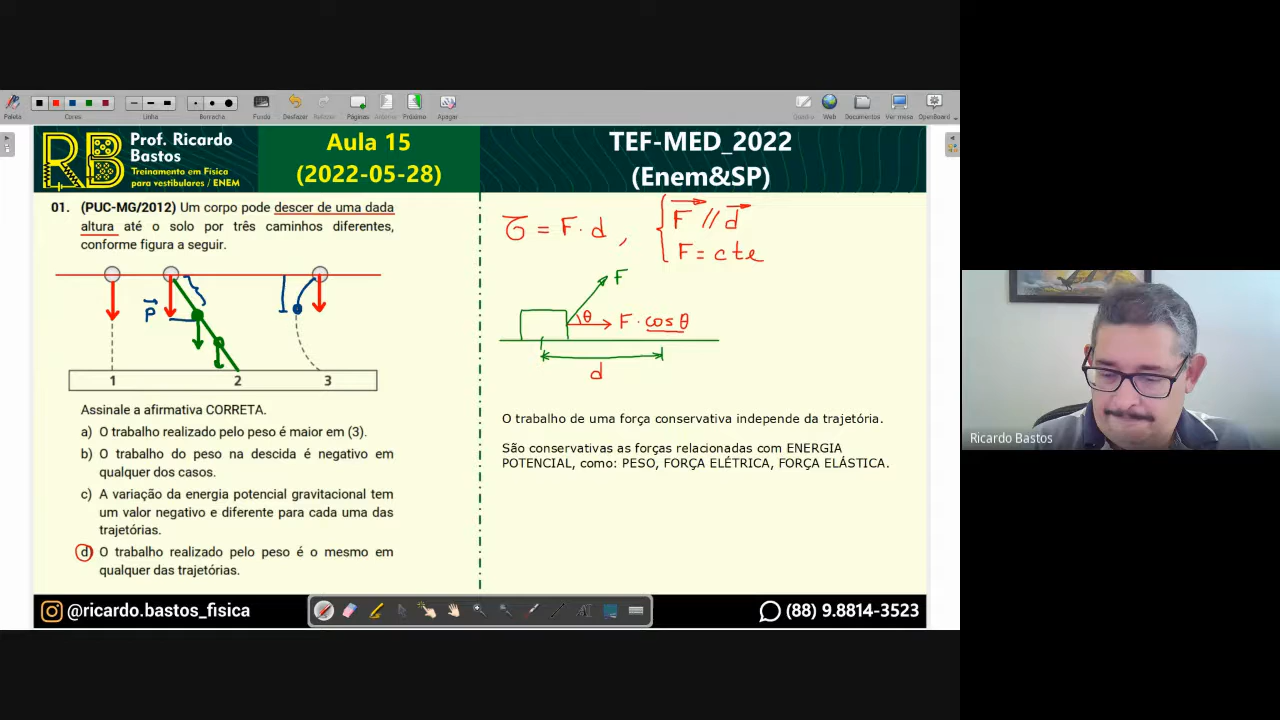 Paleta
Cores
Linha
Borracha
Fundo
Desfazer
Refazer
Páginas
Anterior
Próximo
Apagar
Quadro
Web
Documentos
Ver mesa
OpenBoard
RB
Prof. Ricardo
Bastos
Treinamento em Física
para vestibulares / ENEM
Aula 15
(2022-05-28)
TEF-MED_2022
(Enem&SP)
01. (PUC-MG/2012) Um corpo pode descer de uma dada
altura até o solo por três caminhos diferentes,
conforme figura a seguir.
P
1 2 3
Assinale a afirmativa CORRETA.
a) O trabalho realizado pelo peso é maior em (3).
b) O trabalho do peso na descida é negativo em
qualquer dos casos.
c) A variação da energia potencial gravitacional tem
um valor negativo e diferente para cada uma das
trajetórias.
d) O trabalho realizado pelo peso é o mesmo em
qualquer das trajetórias.
𝜏 = F · d , { F // d
F = cte
F
θ F · cos θ
d
O trabalho de uma força conservativa independe da trajetória.
São conservativas as forças relacionadas com ENERGIA
POTENCIAL, como: PESO, FORÇA ELÉTRICA, FORÇA ELÁSTICA.
@ricardo.bastos_fisica
(88) 9.8814-3523
Ricardo Bastos